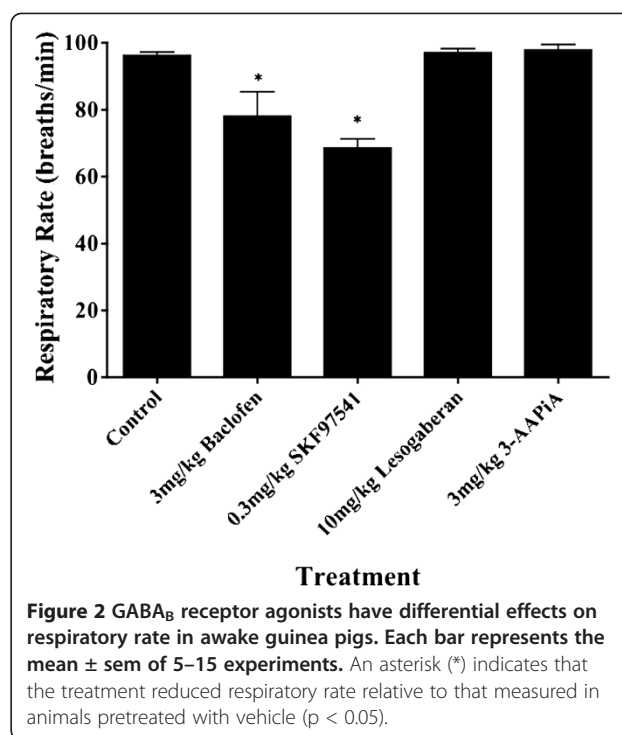 100
80
60
40
20
0
Respiratory Rate (breaths/min)
*
*
Control
3mg/kg Baclofen
0.3mg/kg SKF97541
10mg/kg Lesogaberan
3mg/kg 3-AAPiA
Treatment
Figure 2 GABAB receptor agonists have differential effects on
respiratory rate in awake guinea pigs. Each bar represents the
mean ± sem of 5–15 experiments. An asterisk (*) indicates that
the treatment reduced respiratory rate relative to that measured in
animals pretreated with vehicle (p < 0.05).